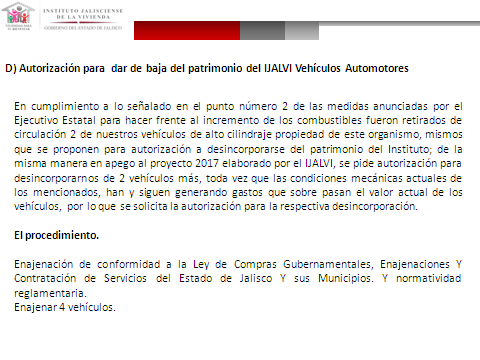 INSTITUTO JALISCIENSE
DE LA VIVIENDA
GOBIERNO DEL ESTADO DE JALISCO
D) Autorización para dar de baja del patrimonio del IJALVI Vehículos Automotores
En cumplimiento a lo señalado en el punto número 2 de las medidas anunciadas por el
Ejecutivo Estatal para hacer frente al incremento de los combustibles fueron retirados de
circulación 2 de nuestros vehículos de alto cilindraje propiedad de este organismo, mismos
que se proponen para autorización a desincorporarse del patrimonio del Instituto; de la
misma manera en apego al proyecto 2017 elaborado por el IJALVI, se pide autorización para
desincorporarnos de 2 vehículos más, toda vez que las condiciones mecánicas actuales de
los mencionados, han y siguen generando gastos que sobre pasan el valor actual de los
vehículos, por lo que se solicita la autorización para la respectiva desincorporación.
El procedimiento.
Enajenación de conformidad a la Ley de Compras Gubernamentales, Enajenaciones Y
Contratación de Servicios del Estado de Jalisco Y sus Municipios. Y normatividad
reglamentaria.
Enajenar 4 vehículos.